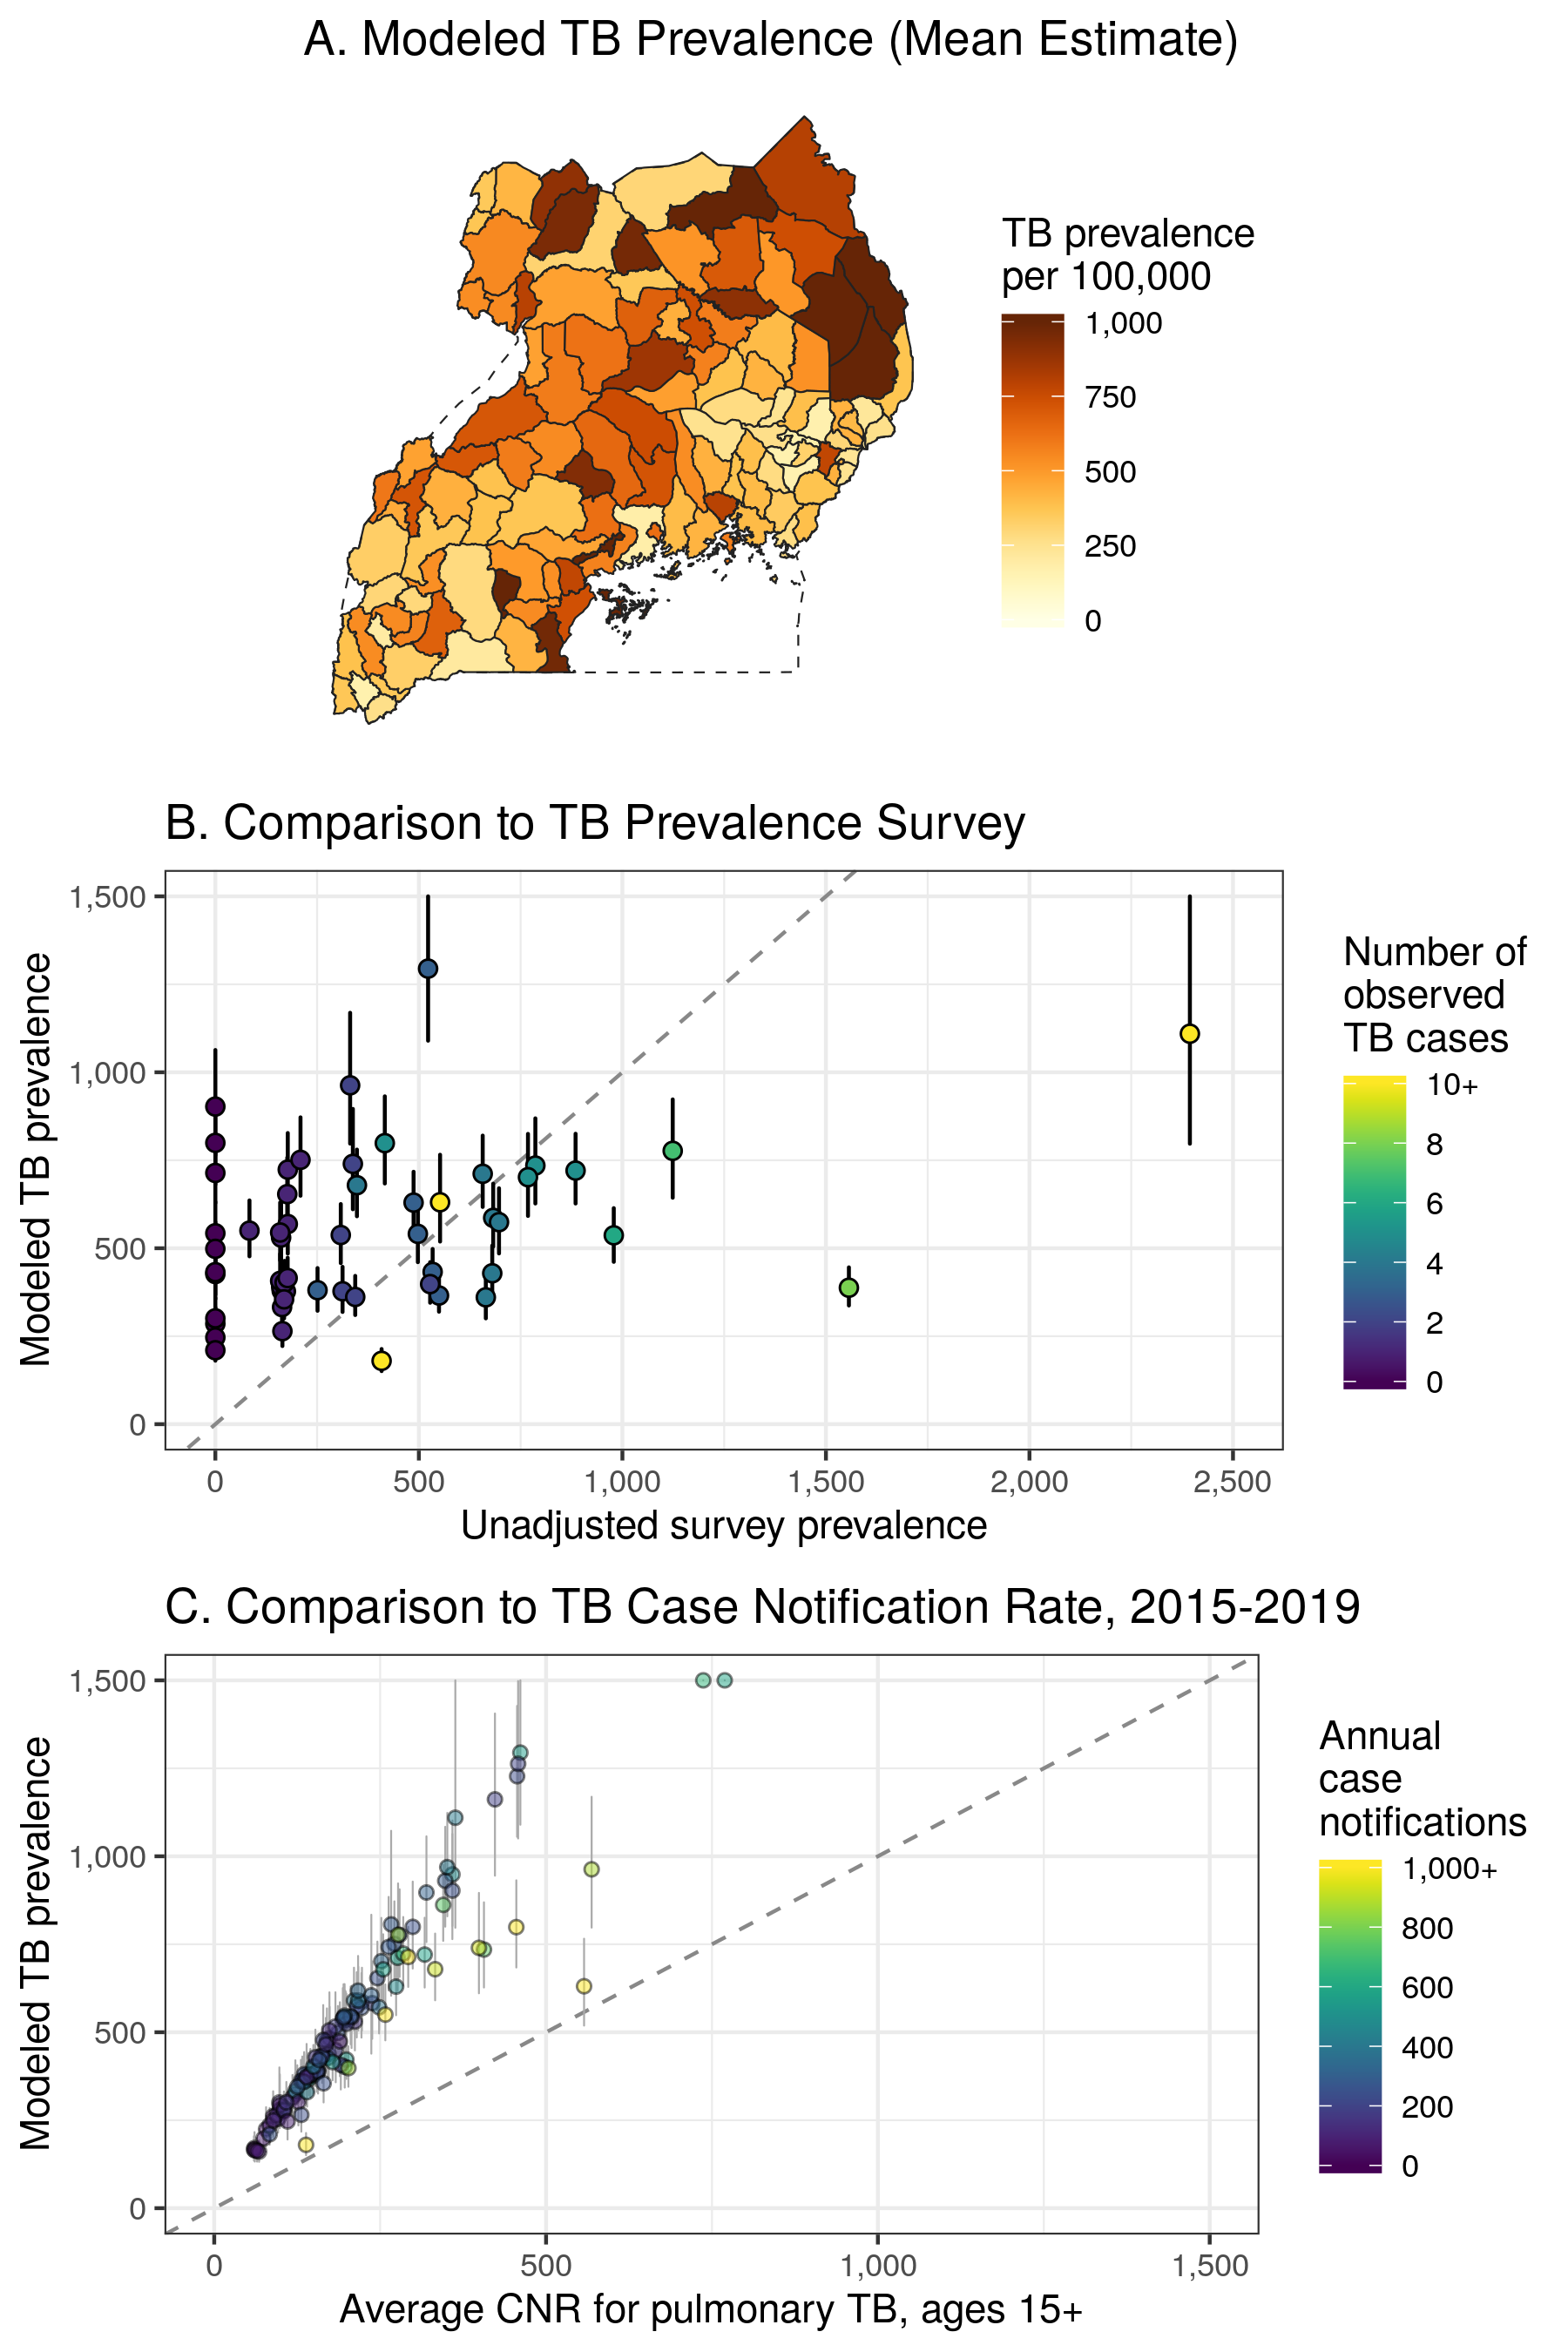 A. Modeled TB Prevalence (Mean Estimate)
TB prevalence
per 100,000
1,000
750
500
250
0
B. Comparison to TB Prevalence Survey
Modeled TB prevalence
1,500
1,000
500
0
0
500
1,000
1,500
2,000
2,500
Unadjusted survey prevalence
Number of
observed
TB cases
10+
8
6
4
2
0
C. Comparison to TB Case Notification Rate, 2015-2019
Modeled TB prevalence
1,500
1,000
500
0
0
500
1,000
1,500
Average CNR for pulmonary TB, ages 15+
Annual
case
notifications
1,000+
800
600
400
200
0